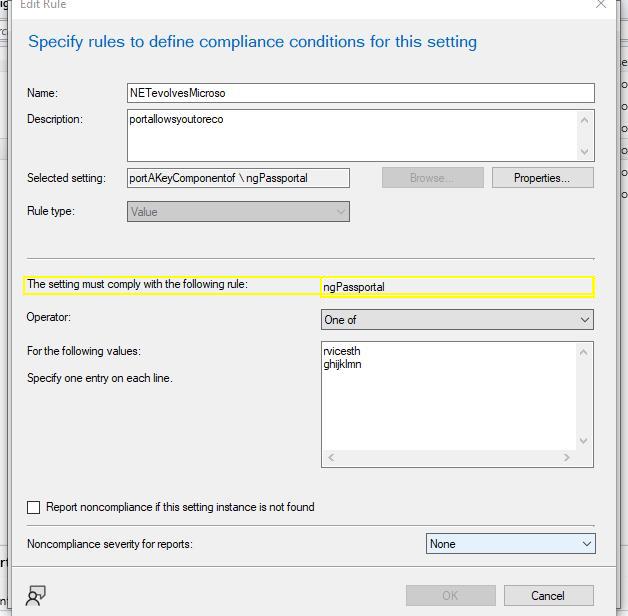 Edit Rule
Specify rules to define compliance conditions for this setting
Name: NETevolvesMicroso
Description: portallowsyoutoreco
Selected setting: portAKeyComponentof \ ngPassportal Browse... Properties...
Rule type: Value
The setting must comply with the following rule: ngPassportal
Operator: One of
For the following values: rvicesth
ghijklmn
Specify one entry on each line.
Report noncompliance if this setting instance is not found
Noncompliance severity for reports: None
OK Cancel